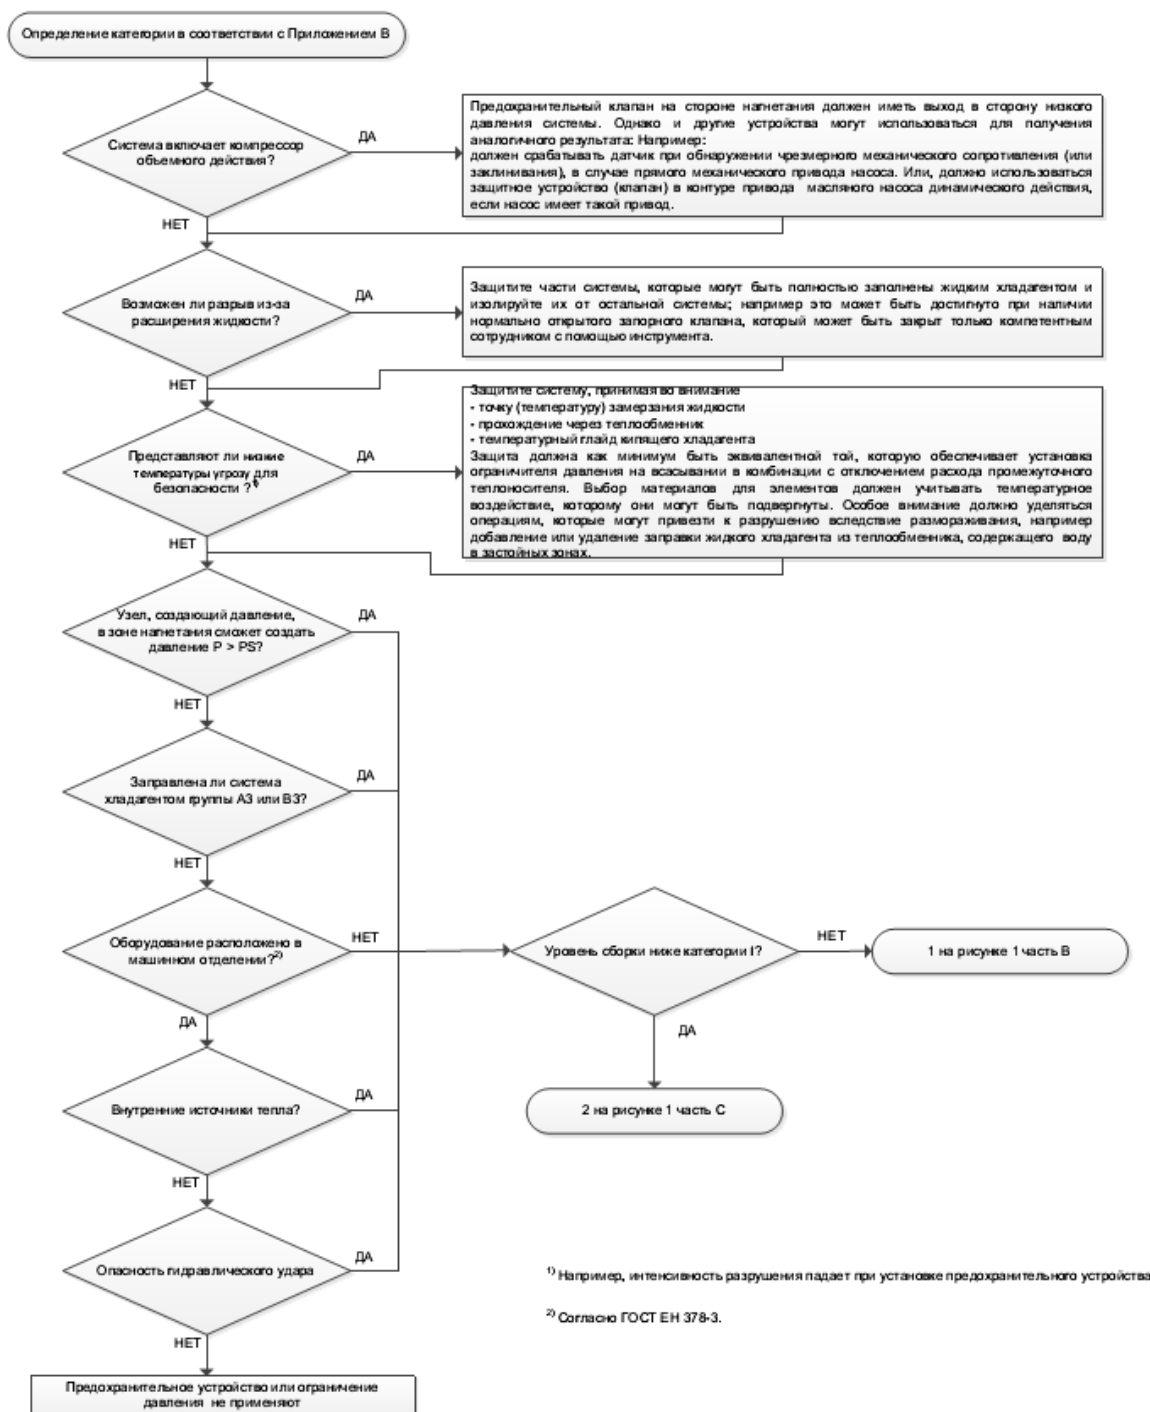 Определение категории в соответствии с Приложением В
Система включает компрессор
объемного действия?
ДА
Предохранительный клапан на стороне нагнетания должен иметь выход в сторону низкого
давления системы. Однако и другие устройства могут использоваться для получения
аналогичного результата: Например:
должен срабатывать датчик при обнаружении чрезмерного механического сопротивления (или
заклинивания), в случае прямого механического привода насоса. Или, должно использоваться
защитное устройство (клапан) в контуре привода масляного насоса динамического действия,
если насос имеет такой привод.
НЕТ
Возможен ли разрыв из-за
расширения жидкости?
ДА
Защитите части системы, которые могут быть полностью заполнены жидким хладагентом и
изолируйте их от остальной системы; например это может быть достигнуто при наличии
нормально открытого запорного клапана, который может быть закрыт только компетентным
сотрудником с помощью инструмента.
НЕТ
Представляют ли низкие
температуры угрозу для
безопасности ?¹⁾
ДА
Защитите систему, принимая во внимание
- точку (температуру) замерзания жидкости
- прохождение через теплообменник
- температурный глайд кипящего хладагента
Защита должна как минимум быть эквивалентной той, которую обеспечивает установка
ограничителя давления на всасывании в комбинации с отключением расхода промежуточного
теплоносителя. Выбор материалов для элементов должен учитывать температурное
воздействие, которому они могут быть подвергнуты. Особое внимание должно уделяться
операциям, которые могут привезти к разрушению вследствие размораживания, например
добавление или удаление заправки жидкого хладагента из теплообменника, содержащего воду
в застойных зонах.
НЕТ
Узел, создающий давление,
в зоне нагнетания сможет создать
давление P > PS?
ДА
НЕТ
Заправлена ли система
хладагентом группы А3 или В3?
ДА
НЕТ
Оборудование расположено в
машинном отделении?²⁾
НЕТ
Уровень сборки ниже категории I?
НЕТ
1 на рисунке 1 часть В
ДА
ДА
2 на рисунке 1 часть С
Внутренние источники тепла?
ДА
НЕТ
Опасность гидравлического удара
ДА
¹⁾ Например, интенсивность разрушения падает при установке предохранительного устройства
²⁾ Согласно ГОСТ ЕН 378-3.
НЕТ
Предохранительное устройство или ограничение
давления не применяют